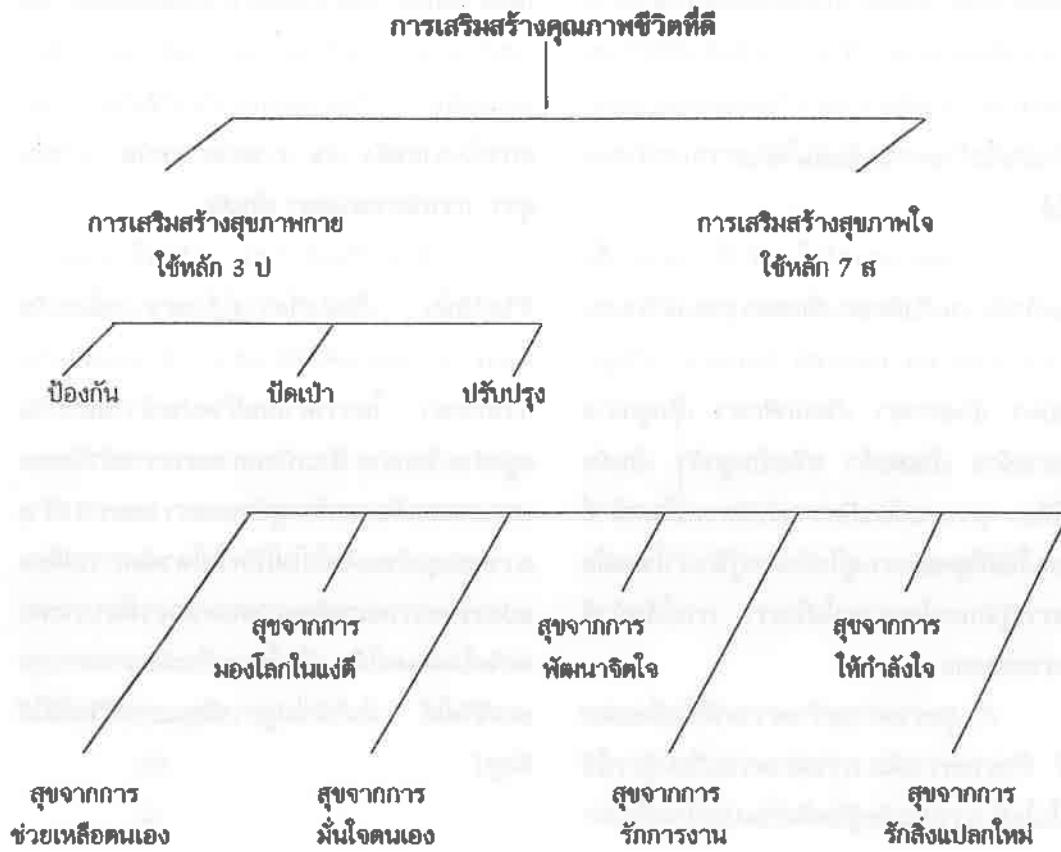 การเสริมสร้างคุณภาพชีวิตที่ดี
การเสริมสร้างสุขภาพกาย
ใช้หลัก 3 ป
การเสริมสร้างสุขภาพใจ
ใช้หลัก 7 ส
ป้องกัน
ปัดเป่า
ปรับปรุง
สุขจากการ
มองโลกในแง่ดี
สุขจากการ
พัฒนาจิตใจ
สุขจากการ
ให้กำลังใจ
สุขจากการ
ช่วยเหลือตนเอง
สุขจากการ
มั่นใจตนเอง
สุขจากการ
รักการงาน
สุขจากการ
รักสิ่งแปลกใหม่